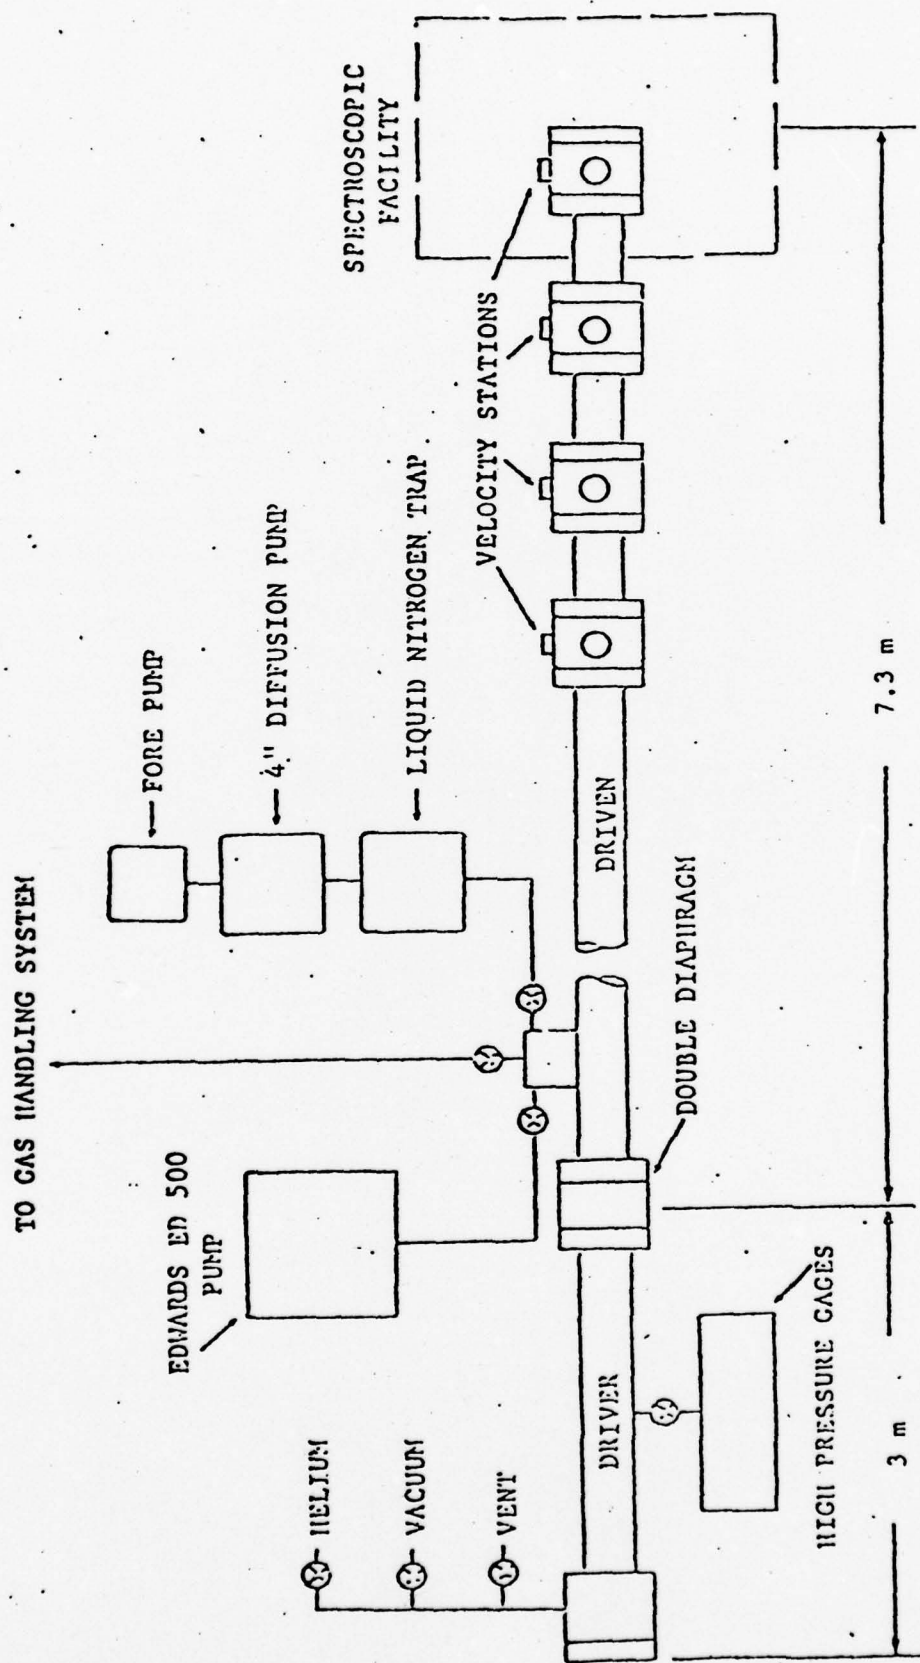 TO GAS HANDLING SYSTEM
FORE PUMP
4" DIFFUSION PUMP
LIQUID NITROGEN TRAP
EDWARDS ED 500
PUMP
HELIUM
VACUUM
VENT
SPECTROSCOPIC
FACILITY
VELOCITY STATIONS
DRIVER
DRIVEN
DOUBLE DIAPHRAGM
HIGH PRESSURE GAGES
3 m
7.3 m